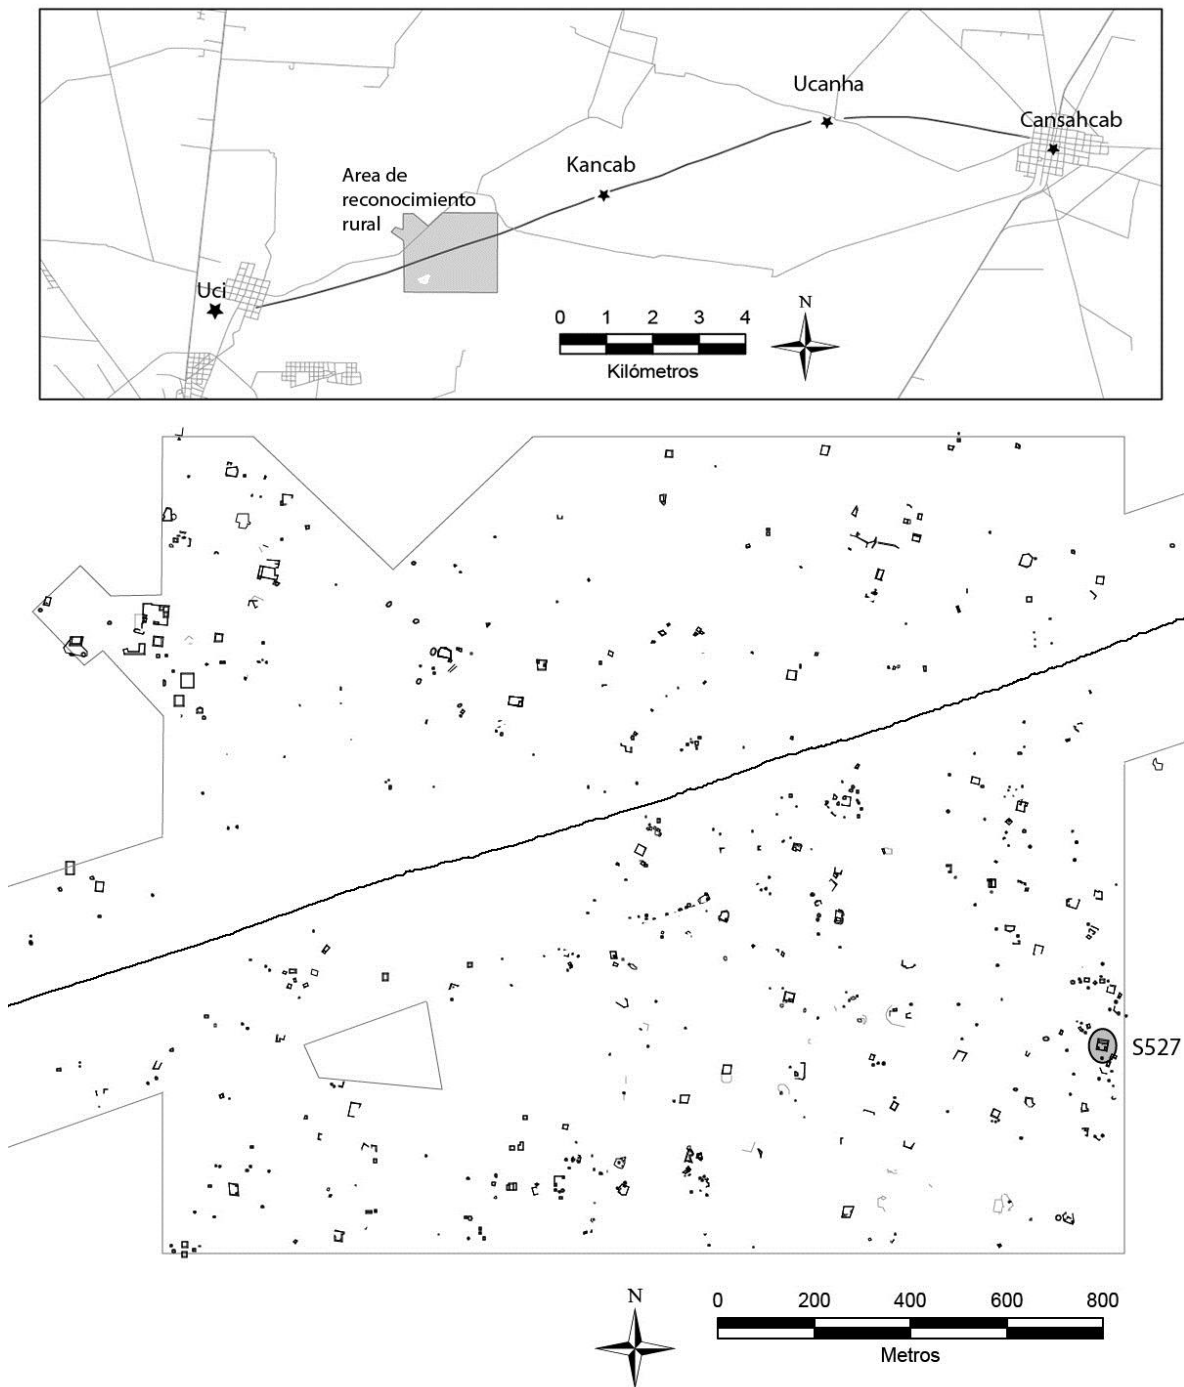 Ucanha
Cansahcab
Kancab
Area de
reconocimiento
rural
Uci
N
0 1 2 3 4
Kilómetros
S527
N
0 200 400 600 800
Metros